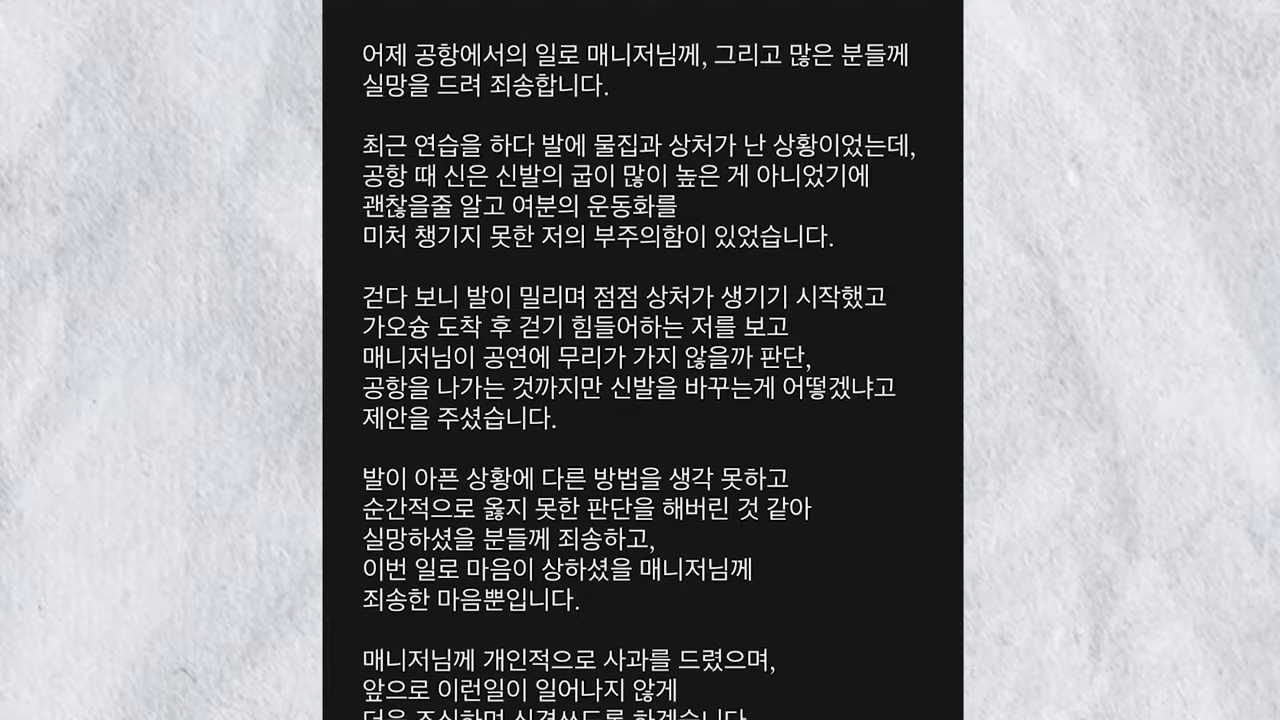 어제 공항에서의 일로 매니저님께, 그리고 많은 분들께
실망을 드려 죄송합니다.
최근 연습을 하다 발에 물집과 상처가 난 상황이었는데,
공항 때 신은 신발의 굽이 많이 높은 게 아니었기에
괜찮을줄 알고 여분의 운동화를
미처 챙기지 못한 저의 부주의함이 있었습니다.
걷다 보니 발이 밀리며 점점 상처가 생기기 시작했고
가오슝 도착 후 걷기 힘들어하는 저를 보고
매니저님이 공연에 무리가 가지 않을까 판단,
공항을 나가는 것까지만 신발을 바꾸는게 어떻겠냐고
제안을 주셨습니다.
발이 아픈 상황에 다른 방법을 생각 못하고
순간적으로 옳지 못한 판단을 해버린 것 같아
실망하셨을 분들께 죄송하고,
이번 일로 마음이 상하셨을 매니저님께
죄송한 마음뿐입니다.
매니저님께 개인적으로 사과를 드렸으며,
앞으로 이런일이 일어나지 않게